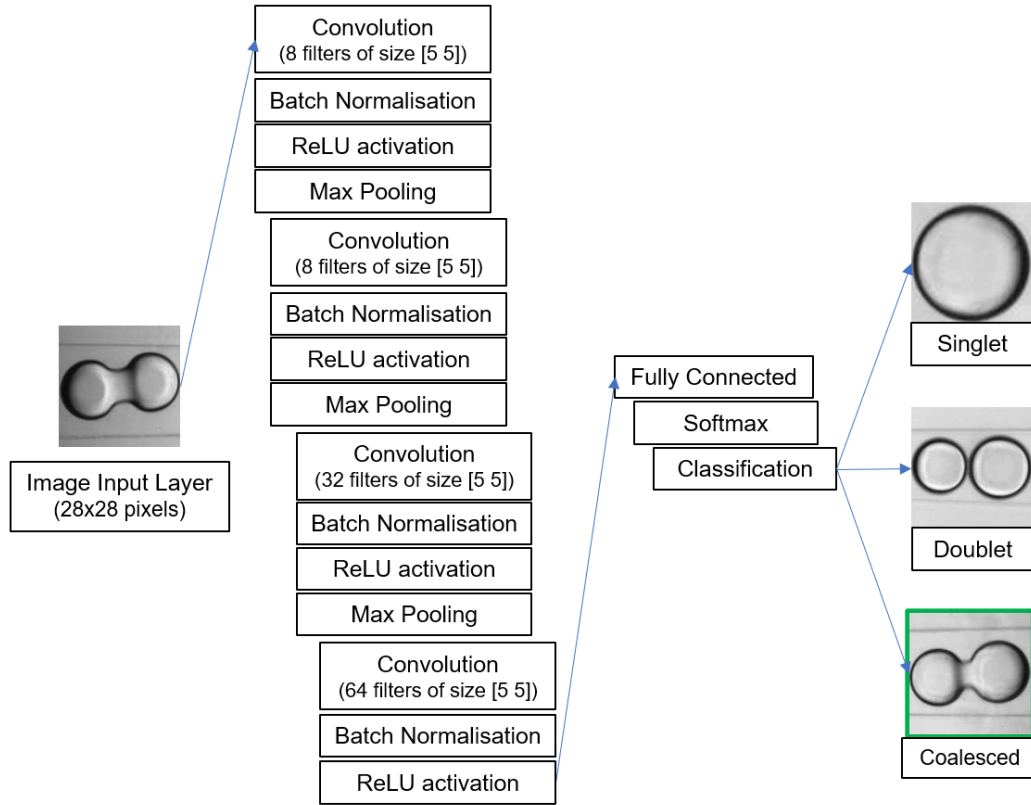 Convolution
(8 filters of size [5 5])
Batch Normalisation
ReLU activation
Max Pooling
Convolution
(8 filters of size [5 5])
Batch Normalisation
ReLU activation
Max Pooling
Convolution
(32 filters of size [5 5])
Batch Normalisation
ReLU activation
Max Pooling
Convolution
(64 filters of size [5 5])
Batch Normalisation
ReLU activation
Image Input Layer
(28x28 pixels)
Fully Connected
Softmax
Classification
Singlet
Doublet
Coalesced